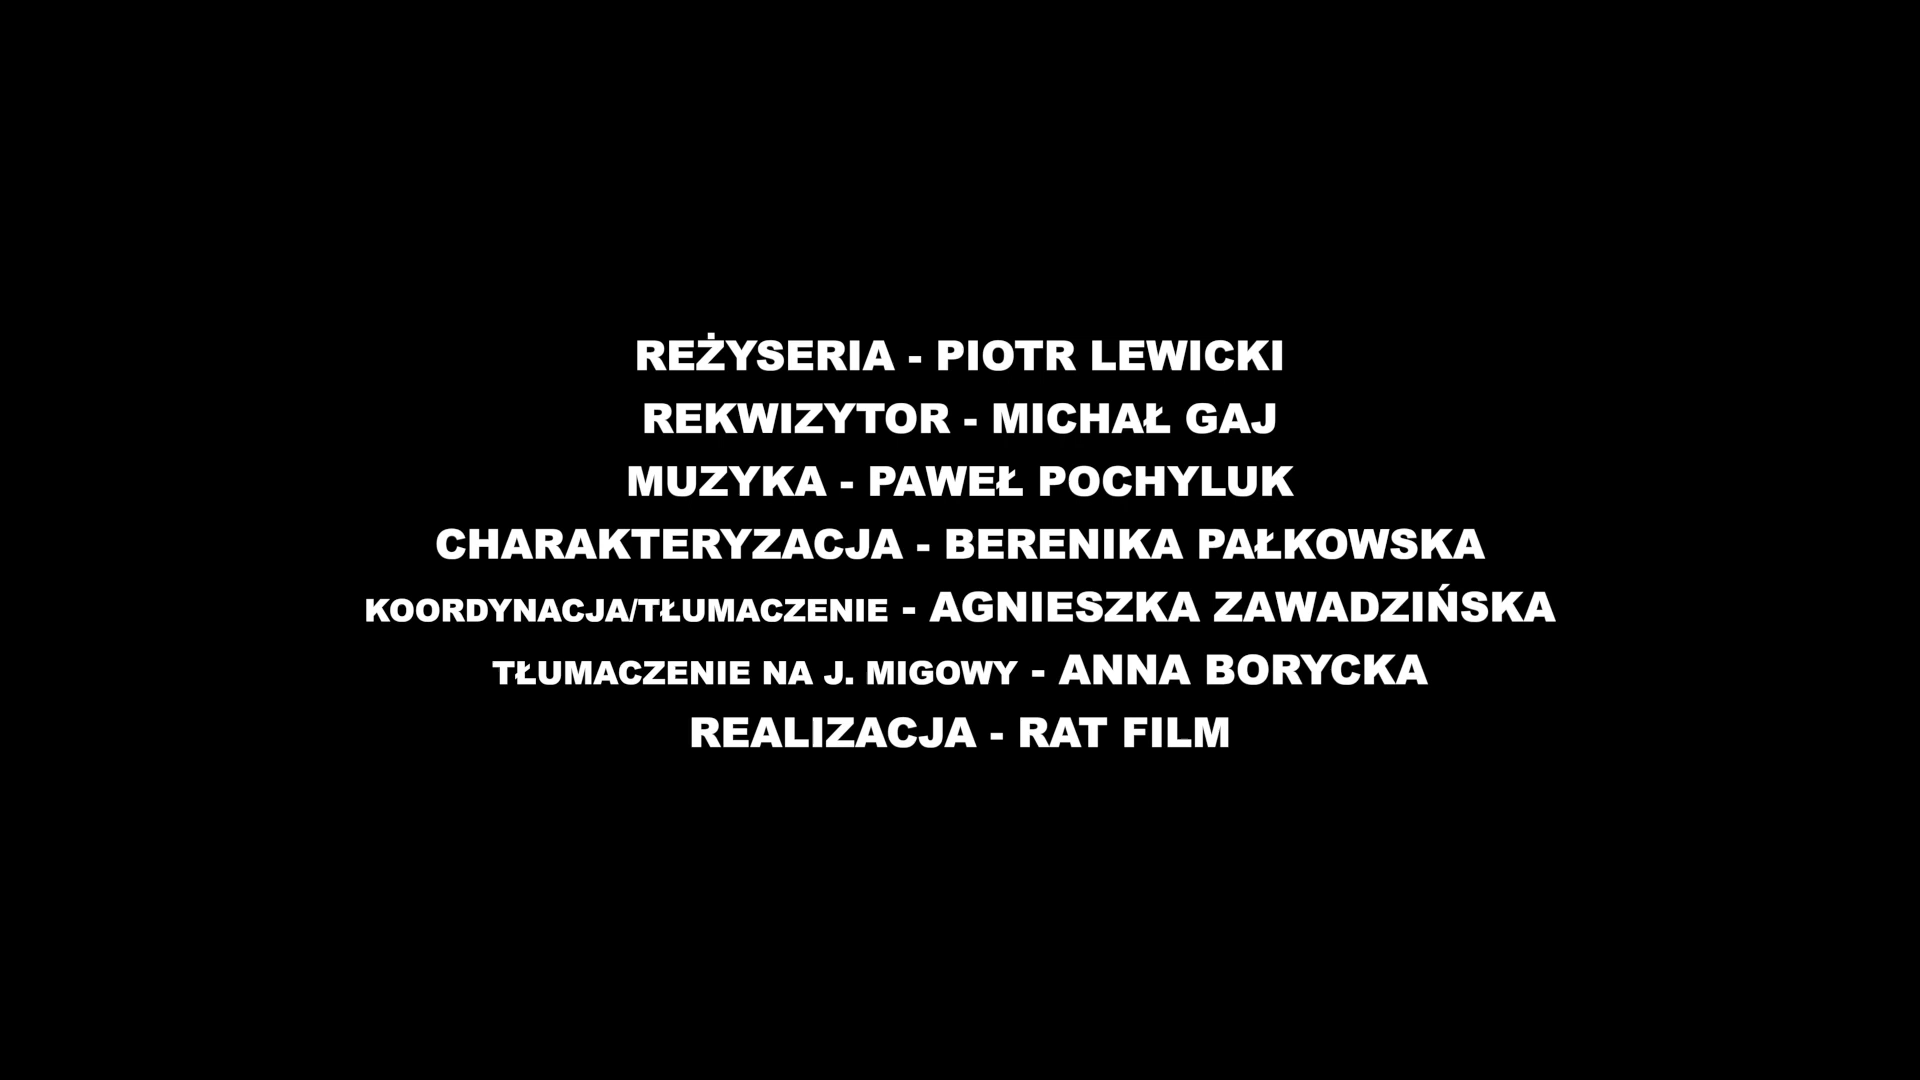 REŻYSERIA - PIOTR LEWICKI
REKWIZYTOR - MICHAŁ GAJ
MUZYKA - PAWEŁ POCHYLUK
CHARAKTERYZACJA - BERENIKA PAŁKOWSKA
KOORDYNACJA/TŁUMACZENIE - AGNIESZKA ZAWADZIŃSKA
TŁUMACZENIE NA J. MIGOWY - ANNA BORYCKA
REALIZACJA - RAT FILM